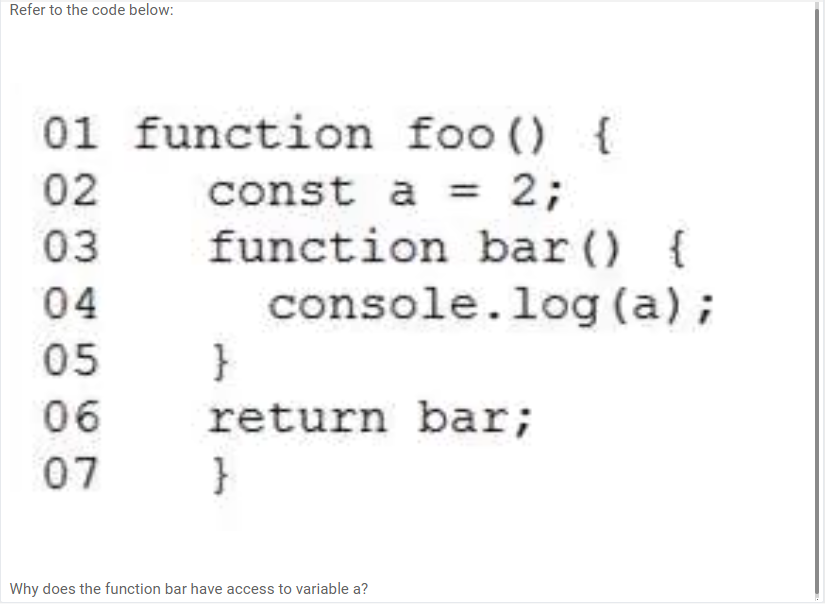 Refer to the code below:
01 function foo() {
02 const a = 2;
03 function bar() {
04 console.log(a);
05 }
06 return bar;
07 }
Why does the function bar have access to variable a?